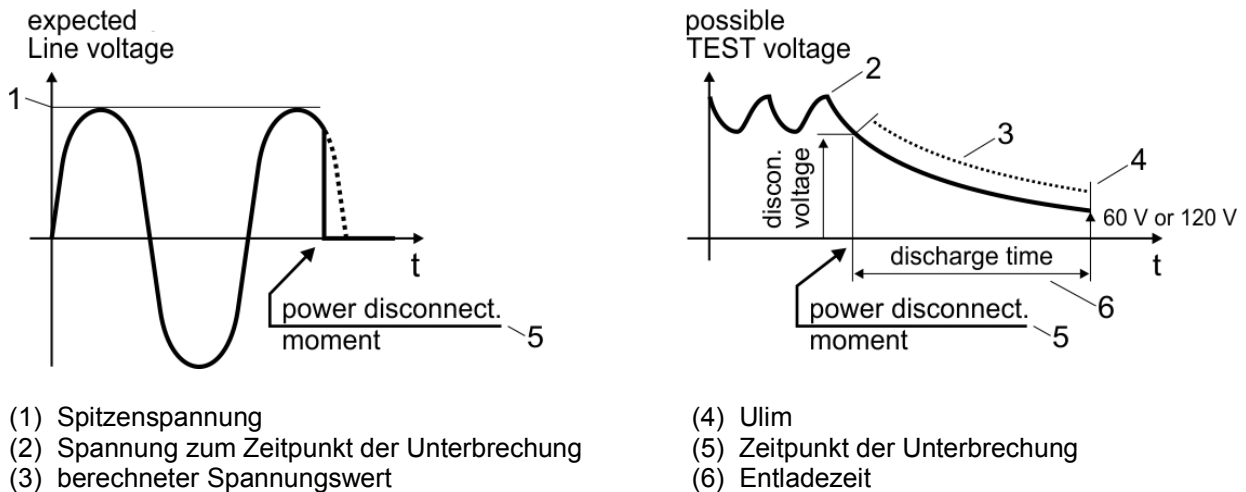 expected
Line voltage
1
t
power disconnect.
moment
5
possible
TEST voltage
2
3
4
discon.
voltage
60 V or 120 V
discharge time
t
6
power disconnect.
moment
5
(1) Spitzenspannung
(2) Spannung zum Zeitpunkt der Unterbrechung
(3) berechneter Spannungswert
(4) Ulim
(5) Zeitpunkt der Unterbrechung
(6) Entladezeit